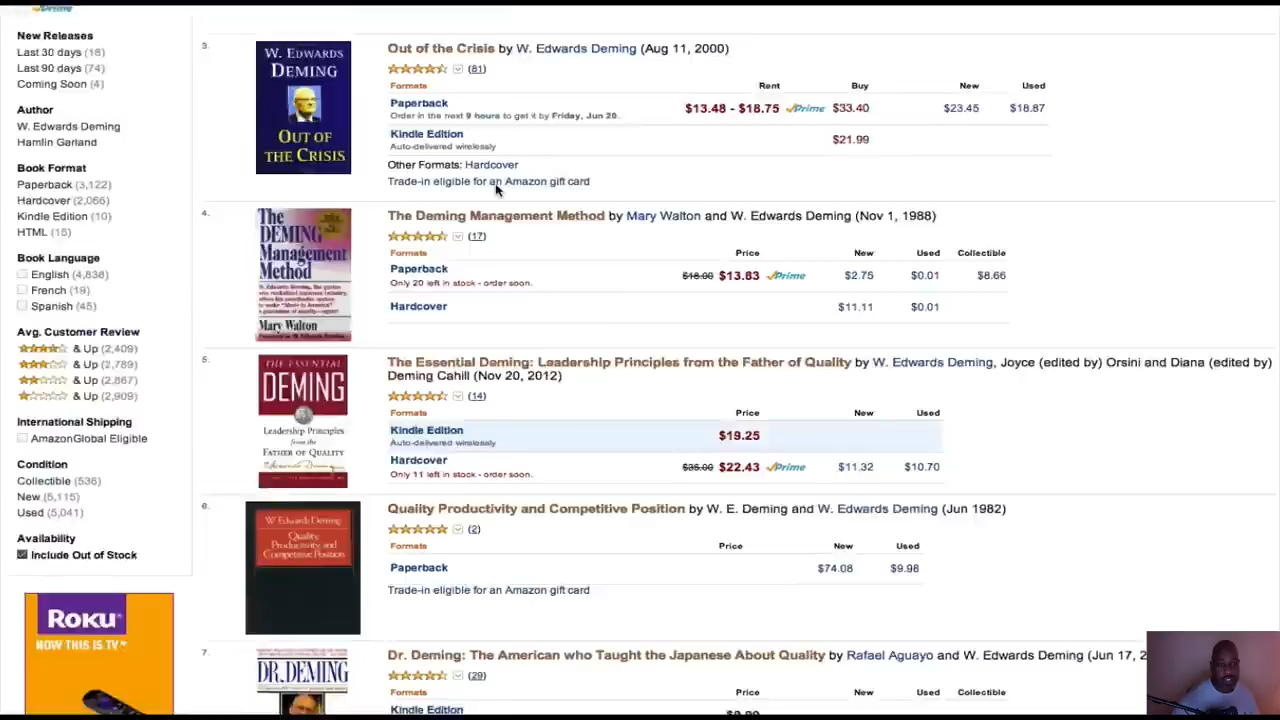 Prime
New Releases
Last 30 days (18)
Last 90 days (74)
Coming Soon (4)
Author
W. Edwards Deming
Hamlin Garland
Book Format
Paperback (3,122)
Hardcover (2,066)
Kindle Edition (10)
HTML (15)
Book Language
English (4,838)
French (19)
Spanish (45)
Avg. Customer Review
& Up (2,409)
& Up (2,789)
& Up (2,867)
& Up (2,909)
International Shipping
AmazonGlobal Eligible
Condition
Collectible (536)
New (5,115)
Used (5,041)
Availability
Include Out of Stock
Roku
NOW THIS IS TV
3.
W. EDWARDS
DEMING
OUT OF
THE CRISIS
Out of the Crisis by W. Edwards Deming (Aug 11, 2000)
(81)
Formats Rent Buy New Used
Paperback $13.48 - $18.75 Prime $33.40 $23.45 $18.87
Order in the next 9 hours to get it by Friday, Jun 20.
Kindle Edition $21.99
Auto-delivered wirelessly
Other Formats: Hardcover
Trade-in eligible for an Amazon gift card
4.
The
DEMING
Management
Method
Mary Walton
The Deming Management Method by Mary Walton and W. Edwards Deming (Nov 1, 1988)
(17)
Formats Price New Used Collectible
Paperback $18.00 $13.83 Prime $2.75 $0.01 $8.66
Only 20 left in stock - order soon.
Hardcover $11.11 $0.01
5.
THE ESSENTIAL
DEMING
Leadership Principles
from the
FATHER OF QUALITY
The Essential Deming: Leadership Principles from the Father of Quality by W. Edwards Deming, Joyce (edited by) Orsini and Diana (edited by)
Deming Cahill (Nov 20, 2012)
(14)
Formats Price New Used
Kindle Edition $19.25
Auto-delivered wirelessly
Hardcover $35.00 $22.43 Prime $11.32 $10.70
Only 11 left in stock - order soon.
6.
W. Edwards Deming
Quality,
Productivity, and
Competitive Position
Quality Productivity and Competitive Position by W. E. Deming and W. Edwards Deming (Jun 1982)
(2)
Formats Price New Used
Paperback $74.08 $9.98
Trade-in eligible for an Amazon gift card
7.
DR. DEMING
Dr. Deming: The American who Taught the Japanese About Quality by Rafael Aguayo and W. Edwards Deming (Jun 17, 2
(29)
Formats Price New Used Collectible
Kindle Edition